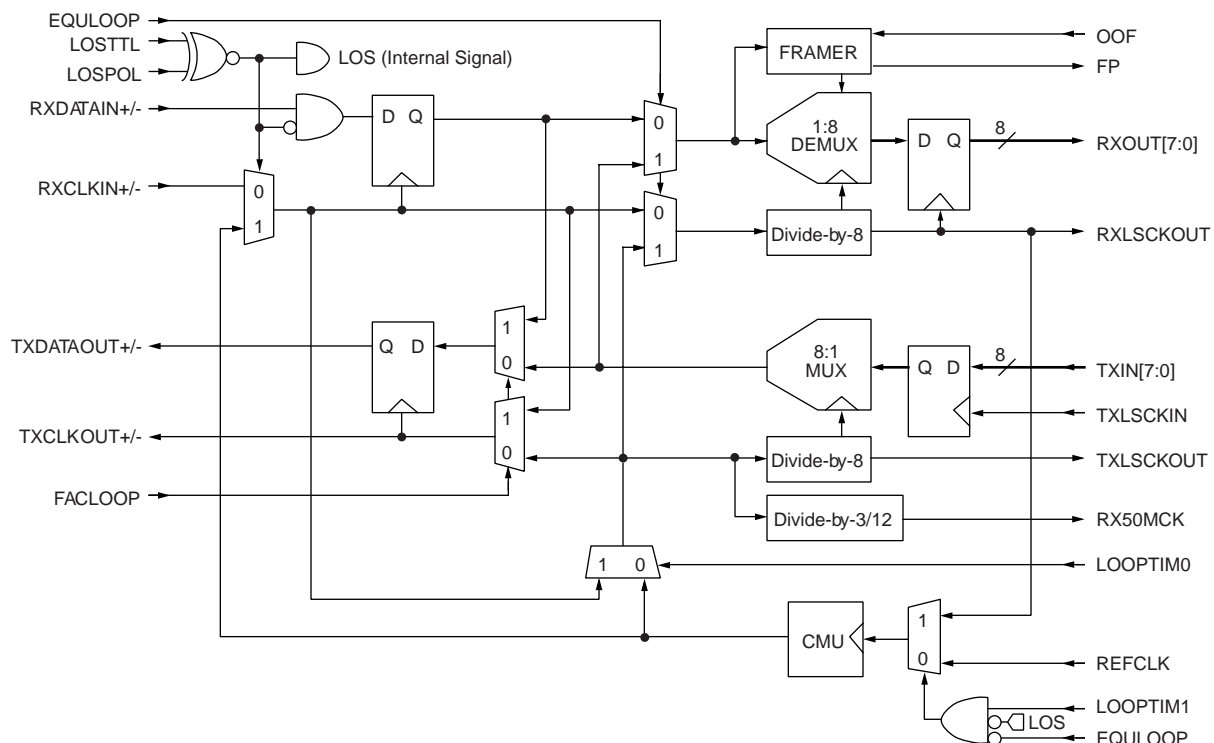 EQULOOP
LOSTTL
LOSPOL
LOS (Internal Signal)
FRAMER
OOF
FP
RXDATAIN+/-
D Q
0
1
1:8
DEMUX
D Q
8
RXOUT[7:0]
RXCLKIN+/-
0
1
0
1
Divide-by-8
RXLSCKOUT
TXDATAOUT+/-
Q D
1
0
8:1
MUX
Q D
8
TXIN[7:0]
TXLSCKIN
TXCLKOUT+/-
1
0
Divide-by-8
TXLSCKOUT
FACLOOP
Divide-by-3/12
RX50MCK
1 0
LOOPTIM0
CMU
1
0
REFCLK
LOOPTIM1
LOS
EQULOOP